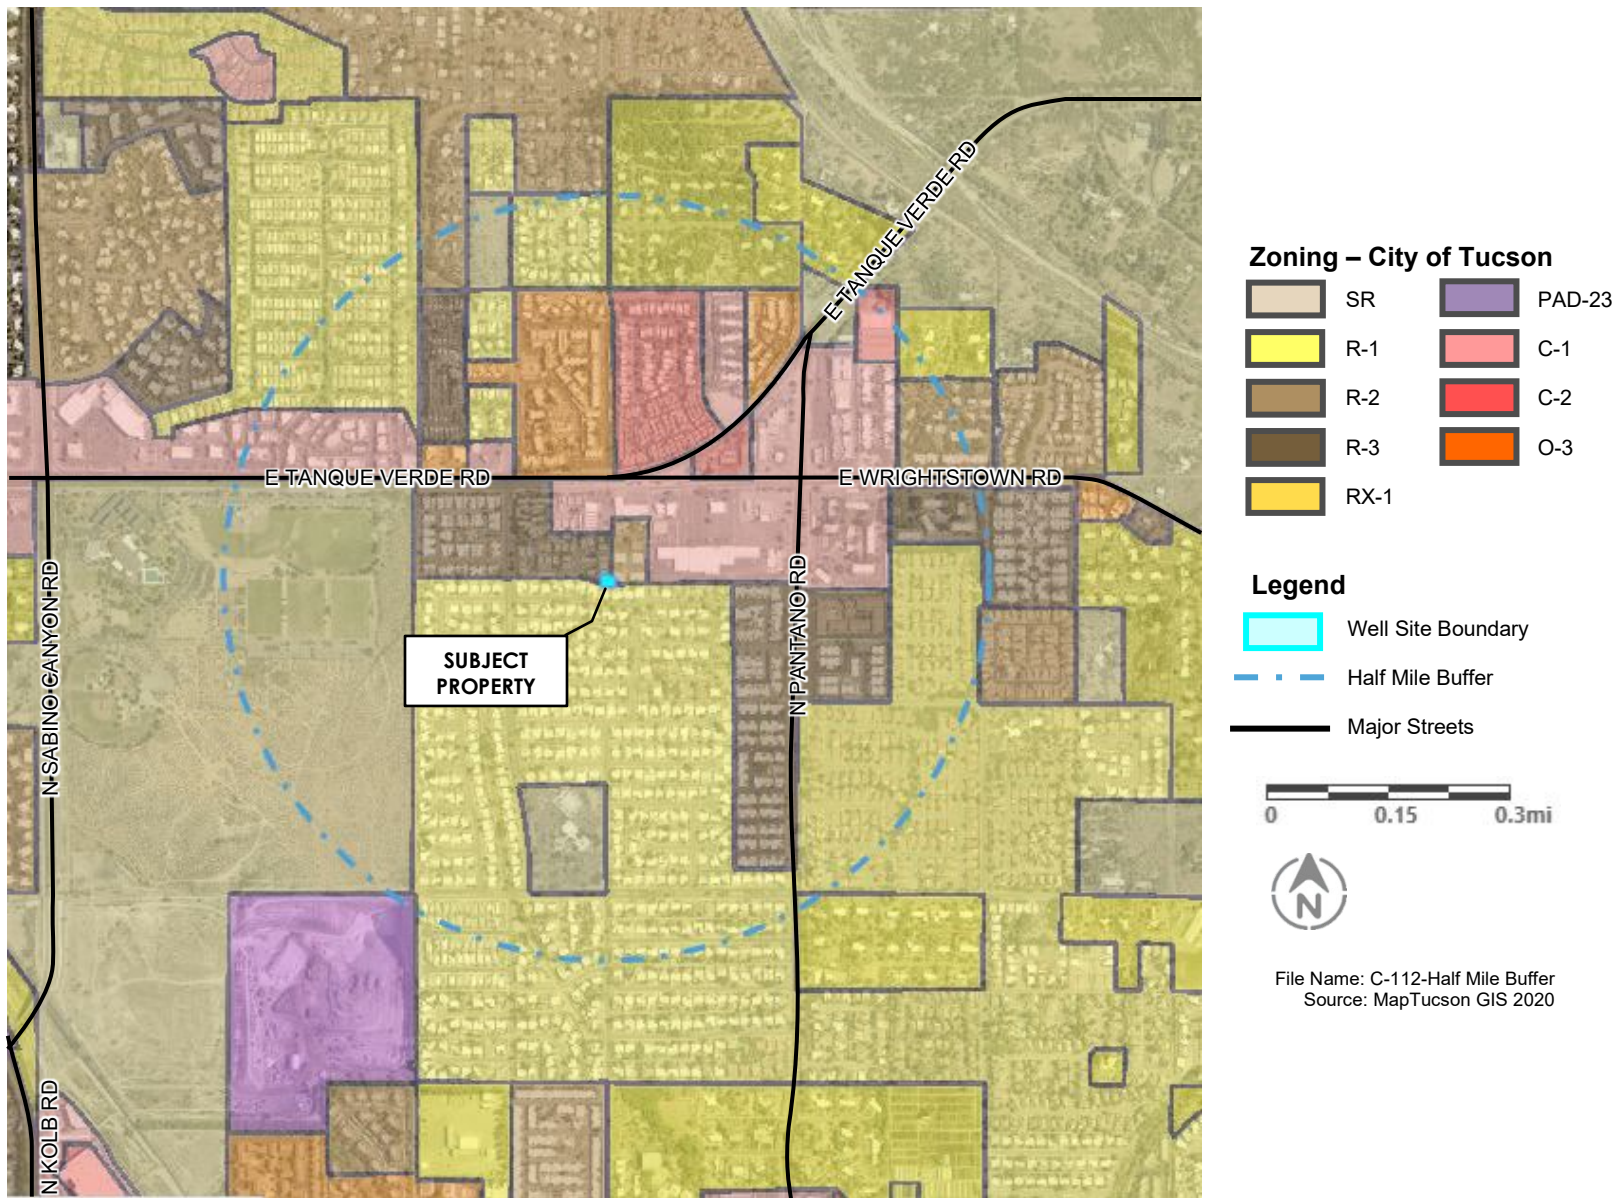 E TANQUE VERDE RD
E TANQUE VERDE RD
E WRIGHTSTOWN RD
N SABINO CANYON RD
N PANTANO RD
SUBJECT
PROPERTY
N KOLB RD
Zoning – City of Tucson
SR
PAD-23
R-1
C-1
R-2
C-2
R-3
O-3
RX-1
Legend
Well Site Boundary
Half Mile Buffer
Major Streets
0 0.15 0.3mi
N
File Name: C-112-Half Mile Buffer
Source: MapTucson GIS 2020